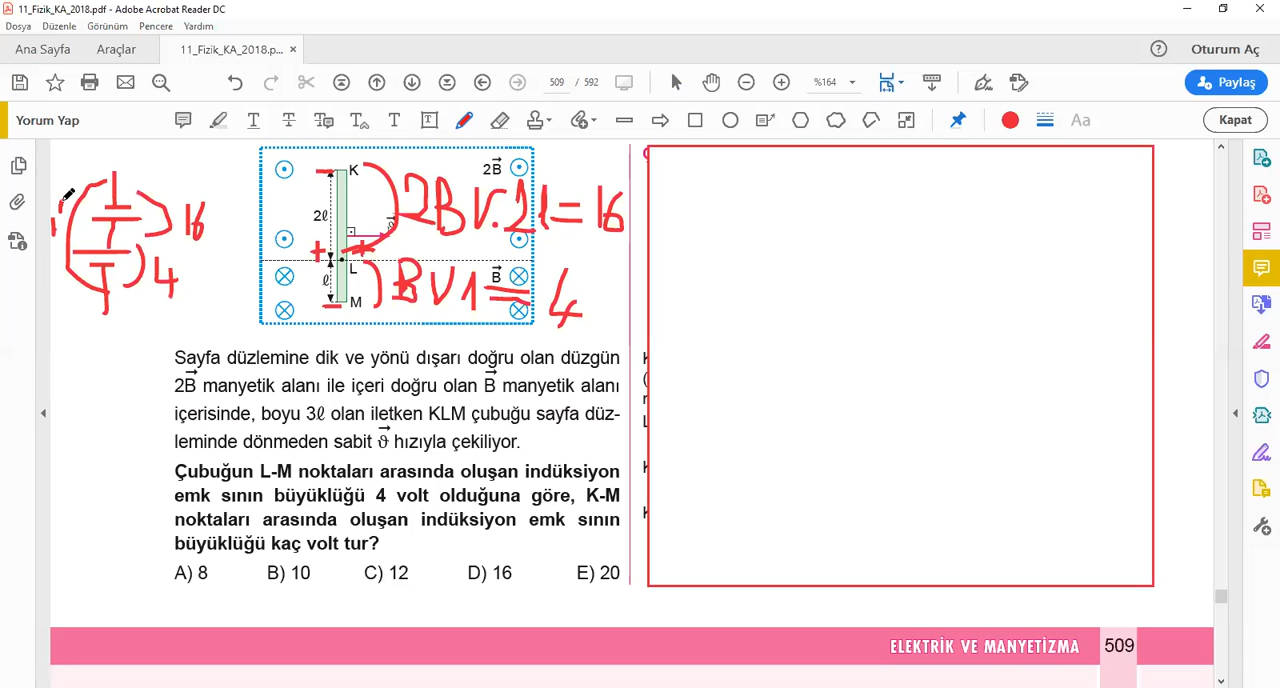 11_Fizik_KA_2018.pdf - Adobe Acrobat Reader DC
Dosya Düzenle Görünüm Pencere Yardım
Ana Sayfa Araçlar 11_Fizik_KA_2018.p... × Oturum Aç
509 / 592 %164 Paylaş
Yorum Yap Aa Kapat
K 2B
2ℓ
L
ℓ B
M
16
4
2BV.2l=16
BVl=4
Sayfa düzlemine dik ve yönü dışarı doğru olan düzgün
2B manyetik alanı ile içeri doğru olan B manyetik alanı
içerisinde, boyu 3ℓ olan iletken KLM çubuğu sayfa düz-
leminde dönmeden sabit ϑ hızıyla çekiliyor.
Çubuğun L-M noktaları arasında oluşan indüksiyon
emk sının büyüklüğü 4 volt olduğuna göre, K-M
noktaları arasında oluşan indüksiyon emk sının
büyüklüğü kaç volt tur?
A) 8 B) 10 C) 12 D) 16 E) 20
ELEKTRİK VE MANYETİZMA 509